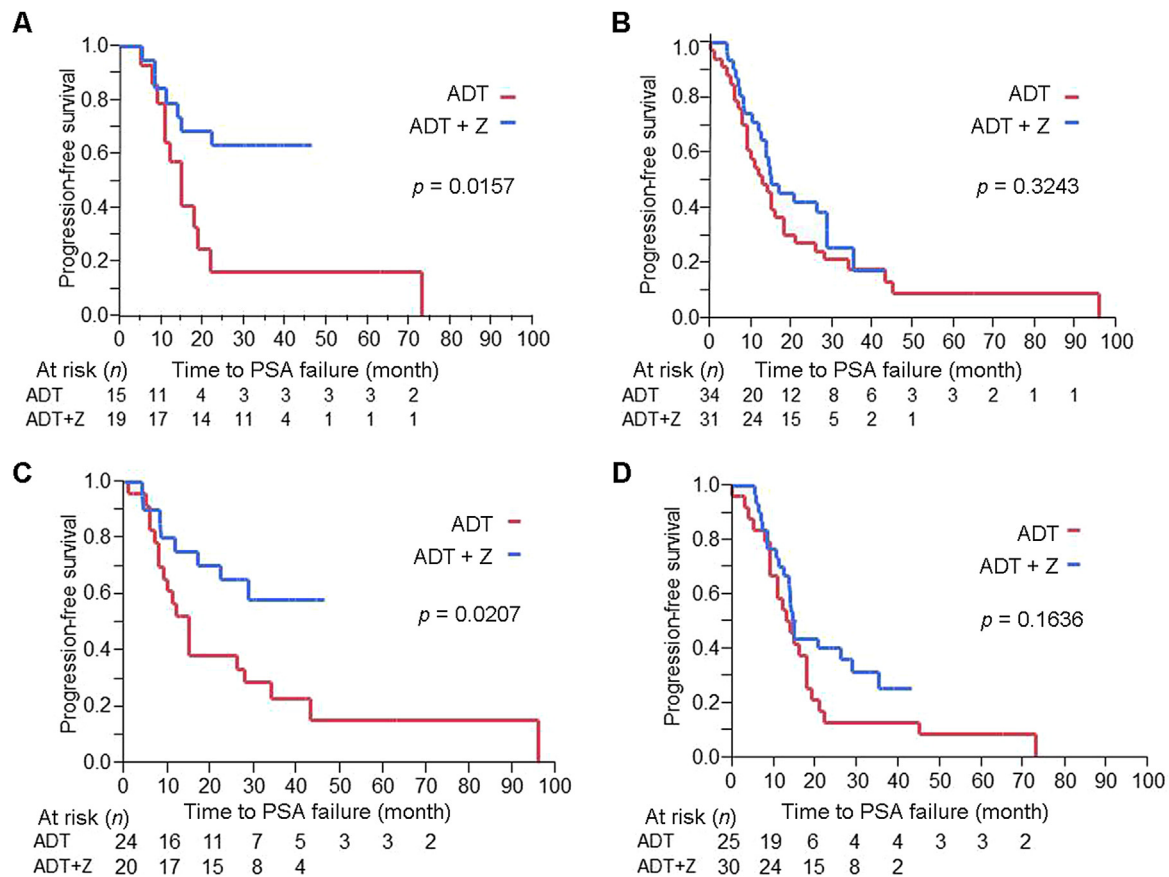 A
1.0
0.8
0.6
0.4
0.2
0.0
Progression-free survival
ADT
ADT + Z
p = 0.0157
0 10 20 30 40 50 60 70 80 90 100
At risk (n) Time to PSA failure (month)
ADT 15 11 4 3 3 3 3 2
ADT+Z 19 17 14 11 4 1 1 1
B
1.0
0.8
0.6
0.4
0.2
0.0
Progression-free survival
ADT
ADT + Z
p = 0.3243
0 10 20 30 40 50 60 70 80 90 100
At risk (n) Time to PSA failure (month)
ADT 34 20 12 8 6 3 3 2 1 1
ADT+Z 31 24 15 5 2 1
C
1.0
0.8
0.6
0.4
0.2
0.0
Progression-free survival
ADT
ADT + Z
p = 0.0207
0 10 20 30 40 50 60 70 80 90 100
At risk (n) Time to PSA failure (month)
ADT 24 16 11 7 5 3 3 2
ADT+Z 20 17 15 8 4
D
1.0
0.8
0.6
0.4
0.2
0.0
Progression-free survival
ADT
ADT + Z
p = 0.1636
0 10 20 30 40 50 60 70 80 90 100
At risk (n) Time to PSA failure (month)
ADT 25 19 6 4 4 3 3 2
ADT+Z 30 24 15 8 2